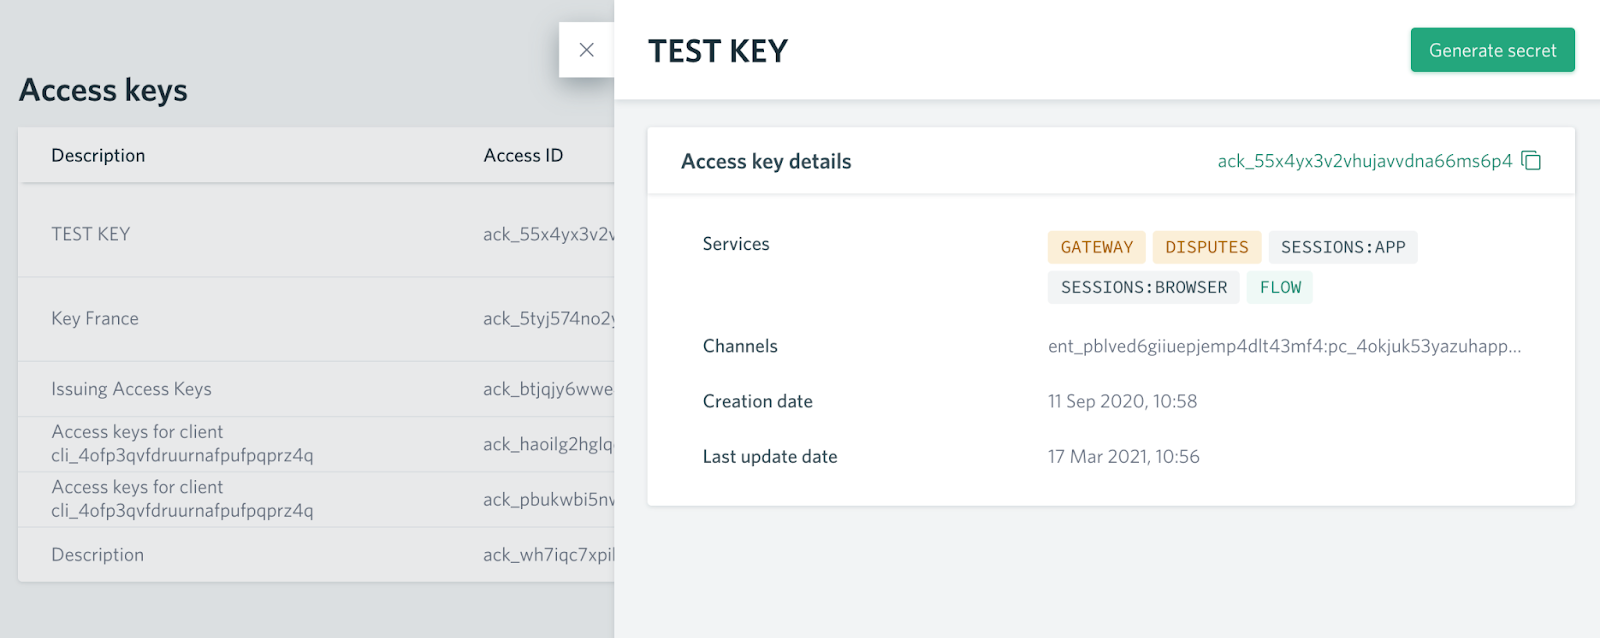 Access keys
Description Access ID
TEST KEY ack_55x4yx3v2v
Key France ack_5tyj574no2y
Issuing Access Keys ack_btjqjy6wwe
Access keys for client
cli_4ofp3qvfdruurnafpufpqprz4q ack_haoilg2hglq
Access keys for client
cli_4ofp3qvfdruurnafpufpqprz4q ack_pbukwbi5nv
Description ack_wh7iqc7xpil
TEST KEY
Generate secret
Access key details ack_55x4yx3v2vhujavvdna66ms6p4
Services GATEWAY DISPUTES SESSIONS:APP
SESSIONS:BROWSER FLOW
Channels ent_pblved6giiuepjemp4dlt43mf4:pc_4okjuk53yazuhapp...
Creation date 11 Sep 2020, 10:58
Last update date 17 Mar 2021, 10:56